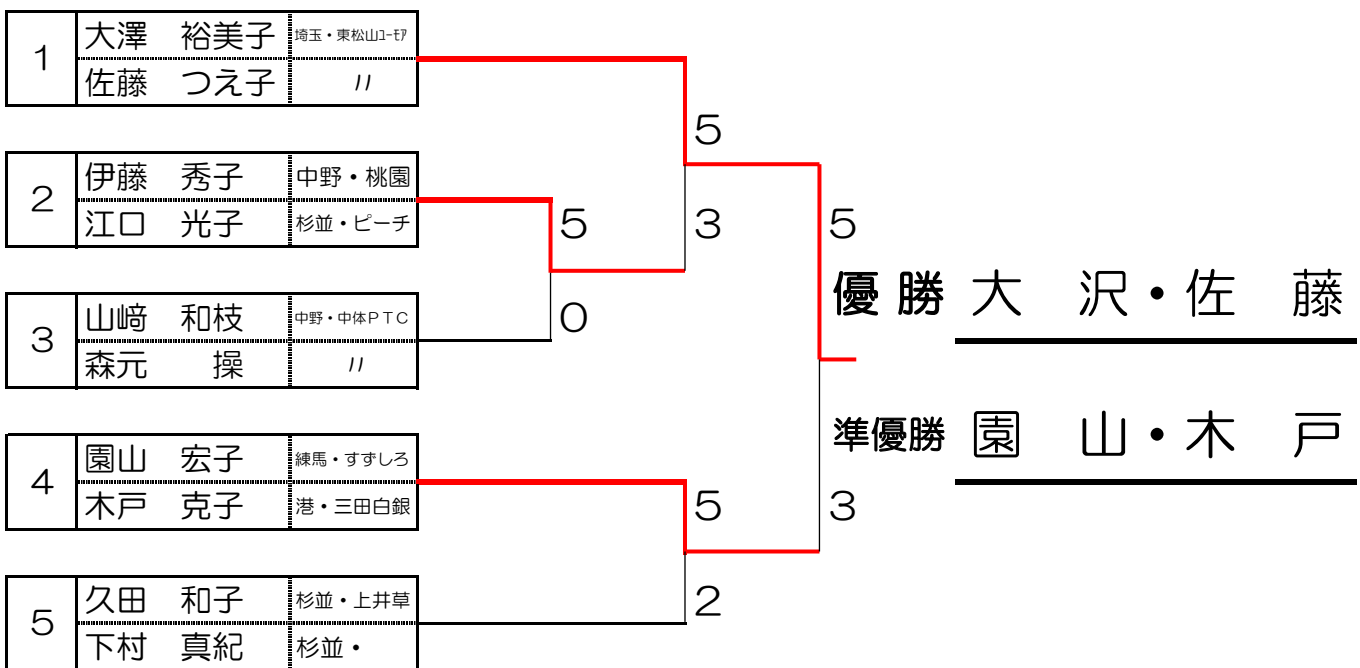 1 大澤 裕美子 埼玉・東松山ﾕｰﾓｱ
佐藤 つえ子 〃
2 伊藤 秀子 中野・桃園
江口 光子 杉並・ピーチ
3 山﨑 和枝 中野・中体PTC
森元 操 〃
4 園山 宏子 練馬・すずしろ
木戸 克子 港・三田白銀
5 久田 和子 杉並・上井草
下村 真紀 杉並・
5
5 3 5
0
優勝 大 沢・佐 藤
準優勝 園 山・木 戸
5 3
2